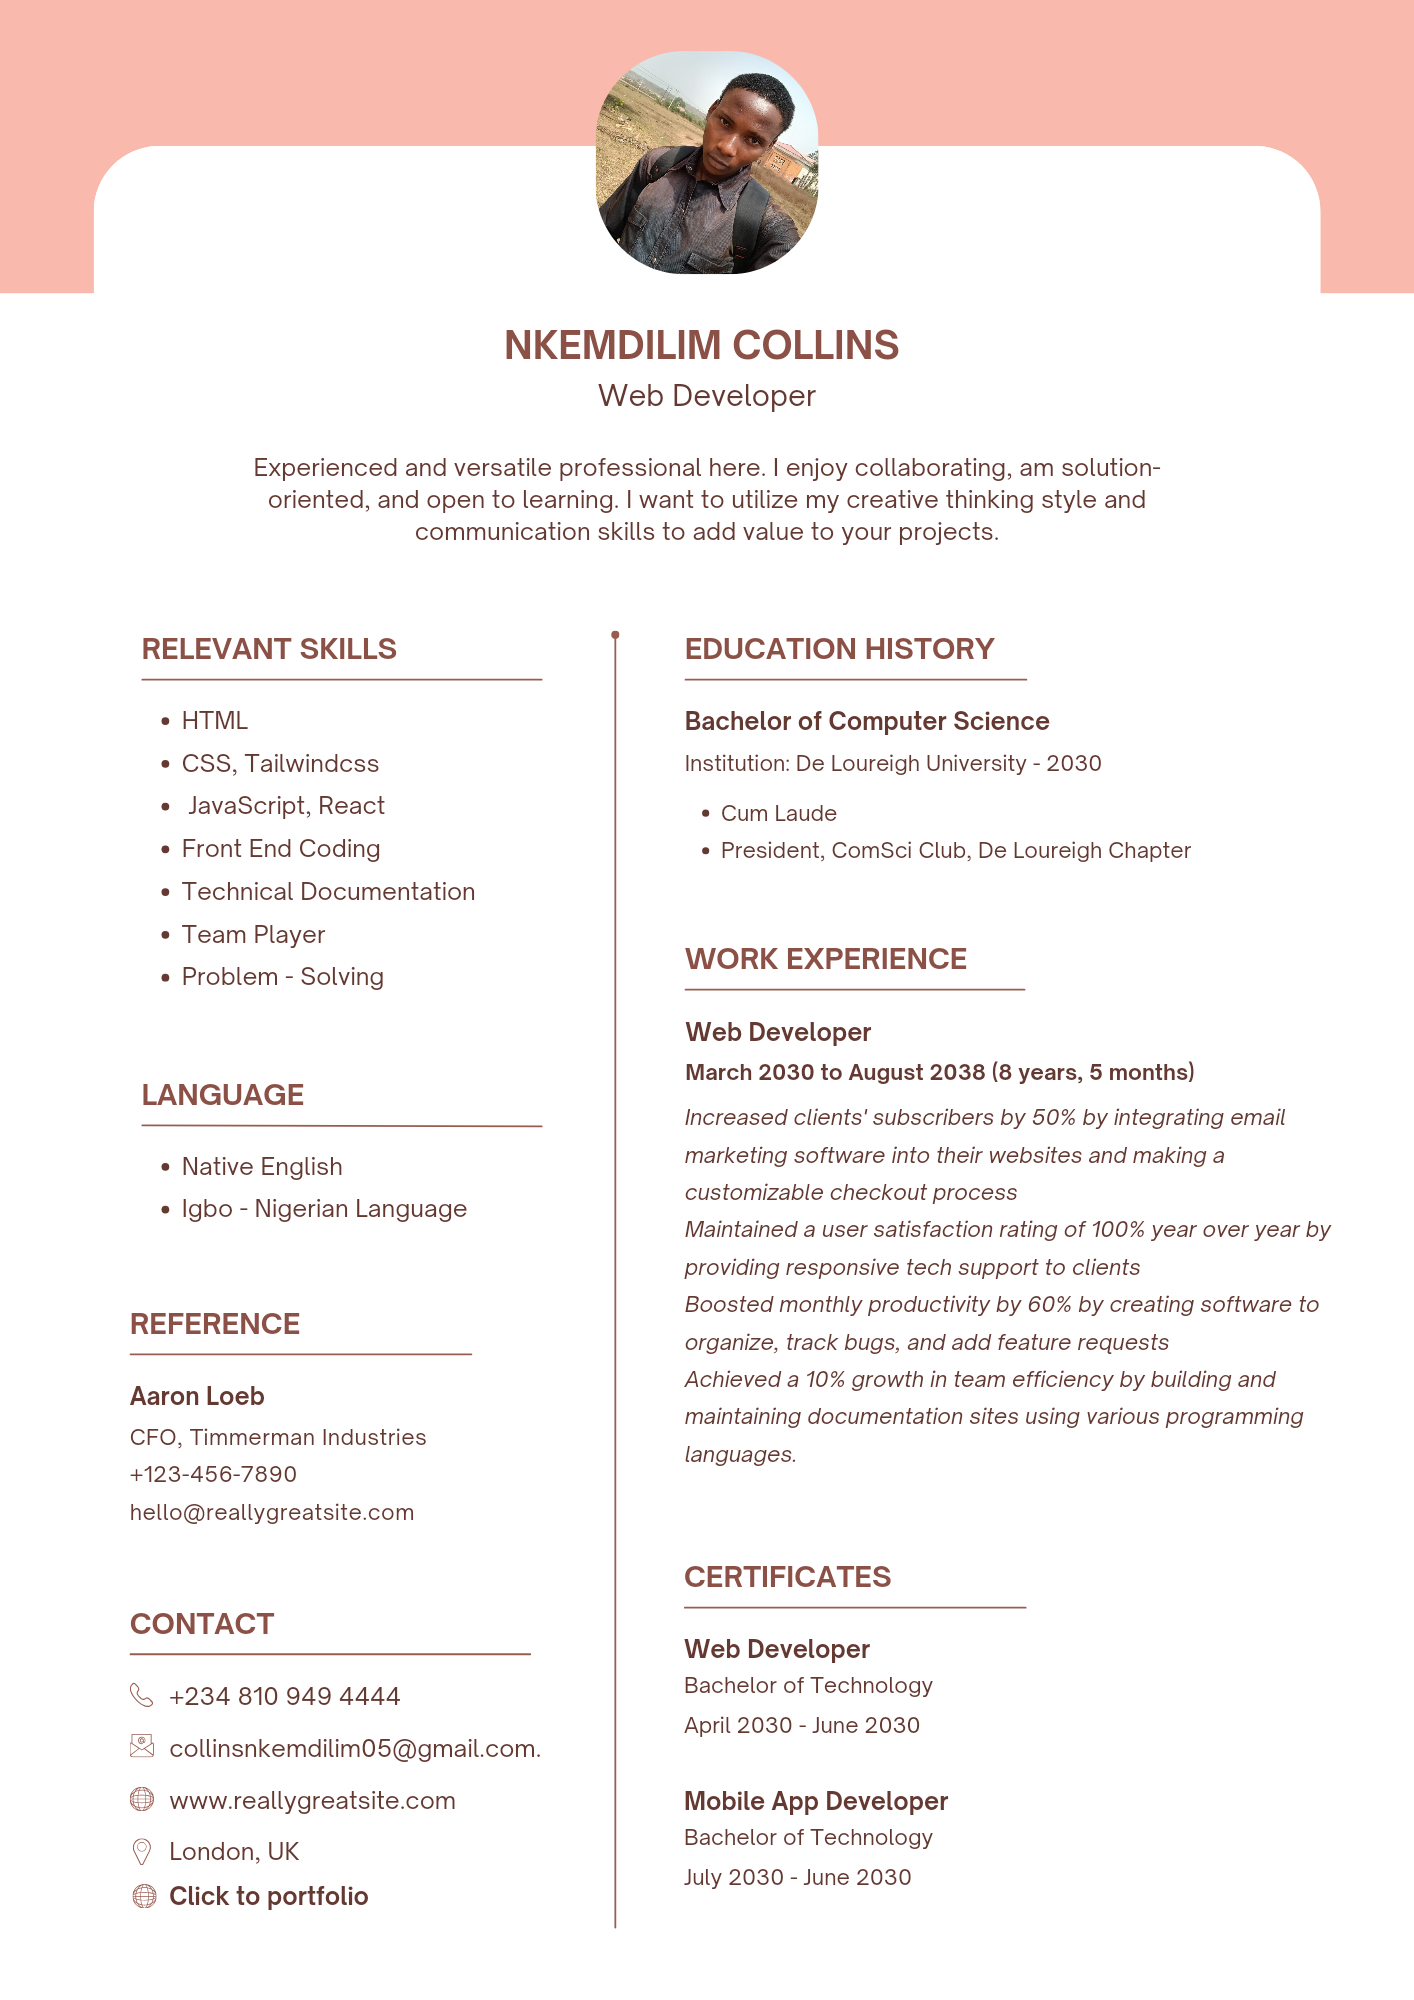 NKEMDILIM COLLINS
Web Developer
Experienced and versatile professional here. I enjoy collaborating, am solution-
oriented, and open to learning. I want to utilize my creative thinking style and
communication skills to add value to your projects.
RELEVANT SKILLS
• HTML
• CSS, Tailwindcss
• JavaScript, React
• Front End Coding
• Technical Documentation
• Team Player
• Problem - Solving
LANGUAGE
• Native English
• Igbo - Nigerian Language
REFERENCE
Aaron Loeb
CFO, Timmerman Industries
+123-456-7890
hello@reallygreatsite.com
CONTACT
+234 810 949 4444
collinsnkemdilim05@gmail.com.
www.reallygreatsite.com
London, UK
Click to portfolio
EDUCATION HISTORY
Bachelor of Computer Science
Institution: De Loureigh University - 2030
• Cum Laude
• President, ComSci Club, De Loureigh Chapter
WORK EXPERIENCE
Web Developer
March 2030 to August 2038 (8 years, 5 months)
Increased clients' subscribers by 50% by integrating email
marketing software into their websites and making a
customizable checkout process
Maintained a user satisfaction rating of 100% year over year by
providing responsive tech support to clients
Boosted monthly productivity by 60% by creating software to
organize, track bugs, and add feature requests
Achieved a 10% growth in team efficiency by building and
maintaining documentation sites using various programming
languages.
CERTIFICATES
Web Developer
Bachelor of Technology
April 2030 - June 2030
Mobile App Developer
Bachelor of Technology
July 2030 - June 2030